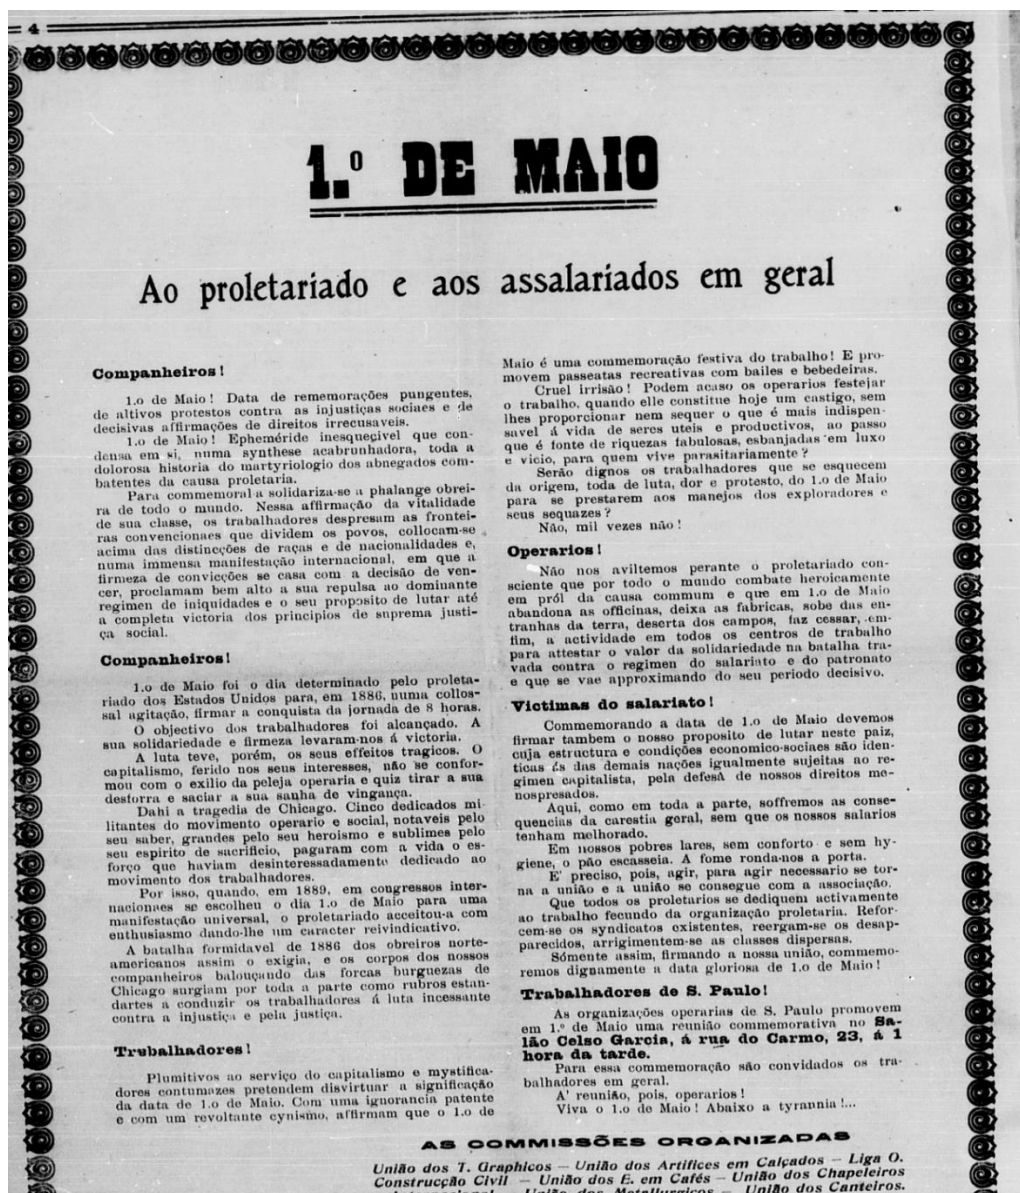 4
1.º DE MAIO
Ao proletariado e aos assalariados em geral
Companheiros!
1.o de Maio! Data de rememorações pungentes,
de altivos protestos contra as injustiças sociaes e de
decisivas affirmações de direitos irrecusaveis.
1.o de Maio! Epheméride inesquecivel que con-
densa em si, numa synthese acabrunhadora, toda a
dolorosa historia do martyriologio dos abnegados com-
batentes da causa proletaria.
Para commemoral-a solidariza-se a phalange obrei-
ra de todo o mundo. Nessa affirmação da vitalidade
de sua classe, os trabalhadores despresam as frontei-
ras convencionaes que dividem os povos, collocam-se
acima das distincções de raças e de nacionalidades e,
numa immensa manifestação internacional, em que a
firmeza de convicções se casa com a decisão de ven-
cer, proclamam bem alto a sua repulsa ao dominante
regimen de iniquidades e o seu proposito de lutar até
a completa victoria dos principios de suprema justi-
ça social.
Companheiros!
1.o de Maio foi o dia determinado pelo proleta-
riado dos Estados Unidos para, em 1886, numa collos-
sal agitação, firmar a conquista da jornada de 8 horas.
O objectivo dos trabalhadores foi alcançado. A
sua solidariedade e firmeza levaram-nos á victoria.
A luta teve, porém, os seus effeitos tragicos. O
capitalismo, ferido nos seus interesses, não se confor-
mou com o exilio da peleja operaria e quiz tirar a sua
desforra e saciar a sua sanha de vingança.
Dahi a tragedia de Chicago. Cinco dedicados mi-
litantes do movimento operario e social, notaveis pelo
seu saber, grandes pelo seu heroismo e sublimes pelo
seu espirito de sacrificio, pagaram com a vida o es-
forço que haviam desinteressadamente dedicado ao
movimento dos trabalhadores.
Por isso, quando, em 1889, em congressos inter-
nacionaes se escolheu o dia 1.o de Maio para uma
manifestação universal, o proletariado acceitou-a com
enthusiasmo dando-lhe um caracter reivindicativo.
A batalha formidavel de 1886 dos obreiros norte-
americanos assim o exigia, e os corpos dos nossos
companheiros balouçando das forcas burguezas de
Chicago surgiam por toda a parte como rubros estan-
dartes a conduzir os trabalhadores á luta incessante
contra a injustiça e pela justiça.
Trabalhadores!
Plumitivos ao serviço do capitalismo e mystifica-
dores contumazes pretendem disvirtuar a significação
da data de 1.o de Maio. Com uma ignorancia patente
e com um revoltante cynismo, affirmam que o 1.o de
Maio é uma commemoração festiva do trabalho! E pro-
movem passeatas recreativas com bailes e bebedeiras.
Cruel irrisão! Podem acaso os operarios festejar
o trabalho, quando elle constitue hoje um castigo, sem
lhes proporcionar nem sequer o que é mais indispen-
savel á vida de seres uteis e productivos, ao passo
que é fonte de riquezas fabulosas, esbanjadas em luxo
e vicio, para quem vive parasitariamente?
Serão dignos os trabalhadores que se esquecem
da origem, toda de luta, dor e protesto, do 1.o de Maio
para se prestarem aos manejos dos exploradores e
seus sequazes?
Não, mil vezes não!
Operarios!
Não nos aviltemos perante o proletariado con-
sciente que por todo o mundo combate heroicamente
em pról da causa commum e que em 1.o de Maio
abandona as officinas, deixa as fabricas, sobe das en-
tranhas da terra, deserta dos campos, faz cessar, em-
fim, a actividade em todos os centros de trabalho
para attestar o valor da solidariedade na batalha tra-
vada contra o regimen do salariato e do patronato
e que se vae approximando do seu periodo decisivo.
Victimas do salariato!
Commemorando a data de 1.o de Maio devemos
firmar tambem o nosso proposito de lutar neste paiz,
cuja estructura e condições economico-sociaes são iden-
ticas ás das demais nações igualmente sujeitas ao re-
gimen capitalista, pela defesa de nossos direitos me-
nospresados.
Aqui, como em toda a parte, soffremos as conse-
quencias da carestia geral, sem que os nossos salarios
tenham melhorado.
Em nossos pobres lares, sem conforto e sem hy-
giene, o pão escasseia. A fome ronda-nos a porta.
E' preciso, pois, agir, para agir necessario se tor-
na a união e a união se consegue com a associação.
Que todos os proletarios se dediquem activamente
ao trabalho fecundo da organização proletaria. Refor-
cem-se os syndicatos existentes, reergam-se os desap-
parecidos, arrigimentem-se as classes dispersas.
Sómente assim, firmando a nossa união, commemo-
remos dignamente a data gloriosa de 1.o de Maio!
Trabalhadores de S. Paulo!
As organizações operarias de S. Paulo promovem
em 1.º de Maio uma reunião commemorativa no Sa-
lão Celso Garcia, á rua do Carmo, 23, á 1
hora da tarde.
Para essa commemoração são convidados os tra-
balhadores em geral.
A' reunião, pois, operarios!
Viva o 1.o de Maio! Abaixo a tyrannia!...
AS COMMISSÕES ORGANIZADAS
União dos T. Graphicos — União dos Artifices em Calçados — Liga O.
Construcção Civil — União dos E. em Cafés — União dos Chapeleiros
União dos Metallurgicos — União dos Canteiros.